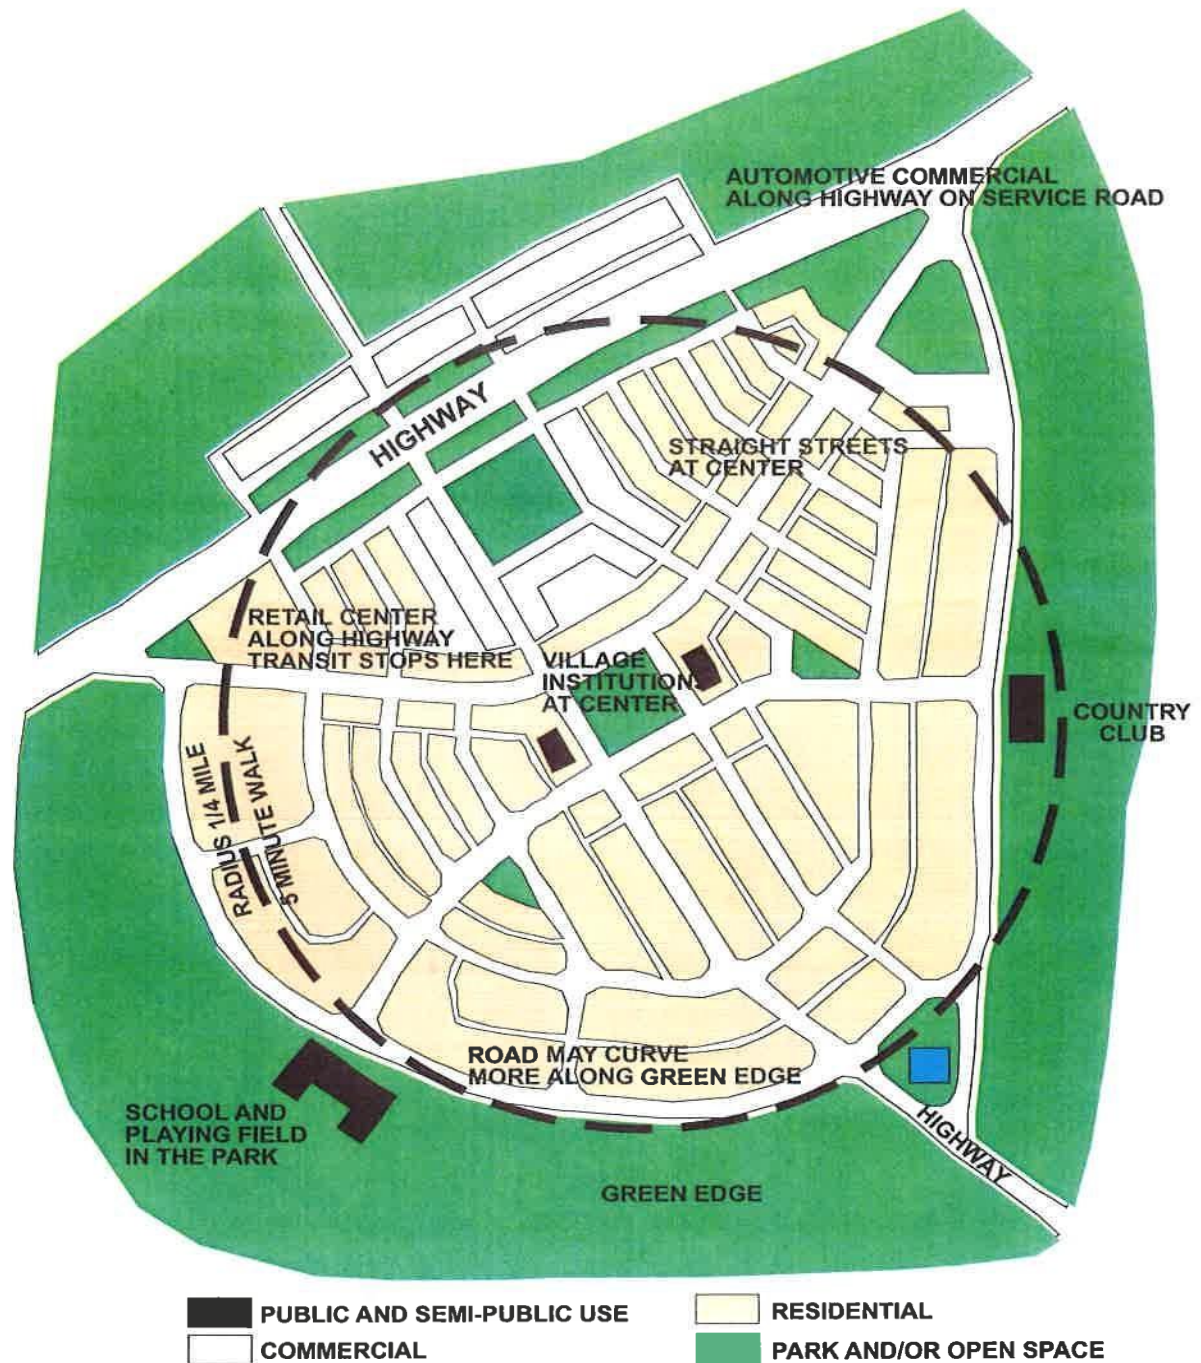 AUTOMOTIVE COMMERCIAL
ALONG HIGHWAY ON SERVICE ROAD
HIGHWAY
STRAIGHT STREETS
AT CENTER
RETAIL CENTER
ALONG HIGHWAY
TRANSIT STOPS HERE
VILLAGE
INSTITUTION
AT CENTER
COUNTRY
CLUB
RADIUS 1/4 MILE
5 MINUTE WALK
ROAD MAY CURVE
MORE ALONG GREEN EDGE
SCHOOL AND
PLAYING FIELD
IN THE PARK
HIGHWAY
GREEN EDGE
PUBLIC AND SEMI-PUBLIC USE
RESIDENTIAL
COMMERCIAL
PARK AND/OR OPEN SPACE